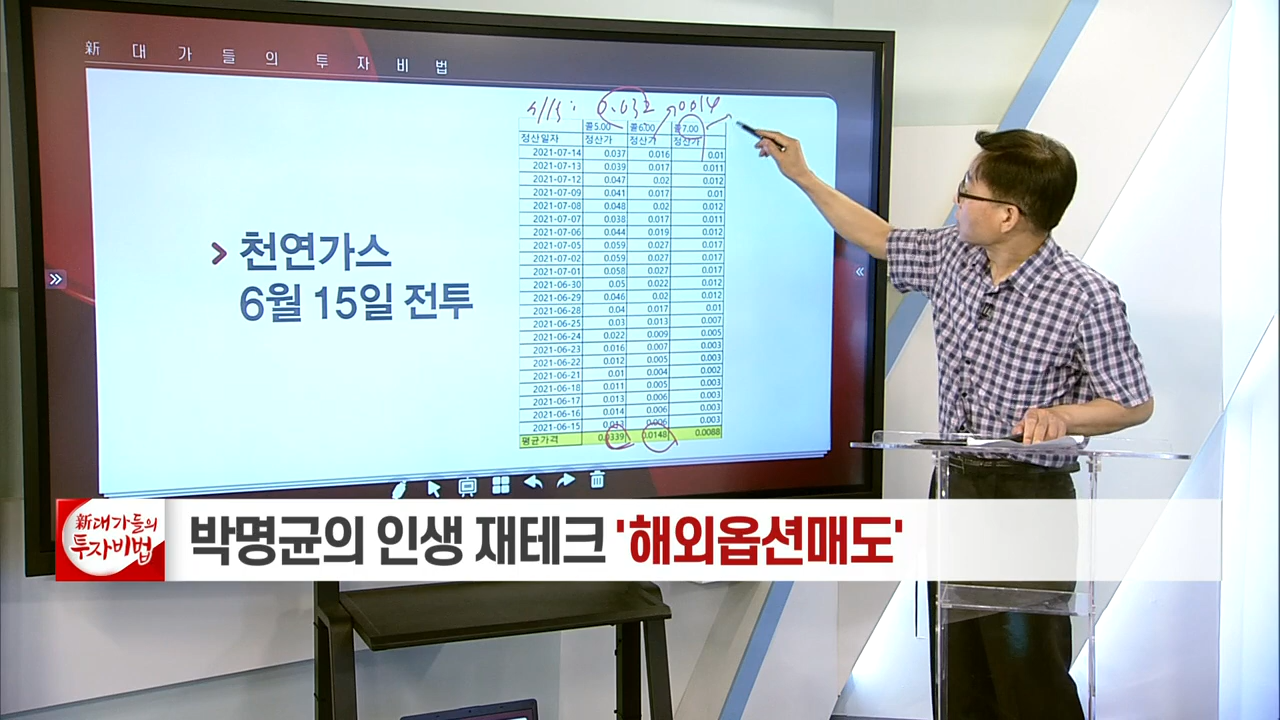 新 대 가 들 의 투 자 비 법
시가: 0.032 0.014
콜5.00 콜6.00 콜7.00
정산일자 정산가 정산가 정산가
2021-07-14 0.037 0.016 0.01
2021-07-13 0.039 0.017 0.011
2021-07-12 0.047 0.02 0.012
2021-07-09 0.041 0.017 0.01
2021-07-08 0.048 0.02 0.012
2021-07-07 0.038 0.017 0.011
2021-07-06 0.044 0.019 0.012
2021-07-05 0.059 0.027 0.017
2021-07-02 0.059 0.027 0.017
2021-07-01 0.058 0.027 0.017
2021-06-30 0.05 0.022 0.012
2021-06-29 0.046 0.02 0.012
2021-06-28 0.04 0.017 0.01
2021-06-25 0.03 0.013 0.007
2021-06-24 0.022 0.009 0.005
2021-06-23 0.016 0.007 0.003
2021-06-22 0.012 0.005 0.003
2021-06-21 0.01 0.004 0.002
2021-06-18 0.011 0.005 0.003
2021-06-17 0.013 0.006 0.003
2021-06-16 0.014 0.006 0.003
2021-06-15 0.013 0.006 0.003
평균가격 0.0339 0.0148 0.0088
천연가스
6월 15일 전투
新대가들의
투자비법
박명균의 인생 재테크 '해외옵션매도'